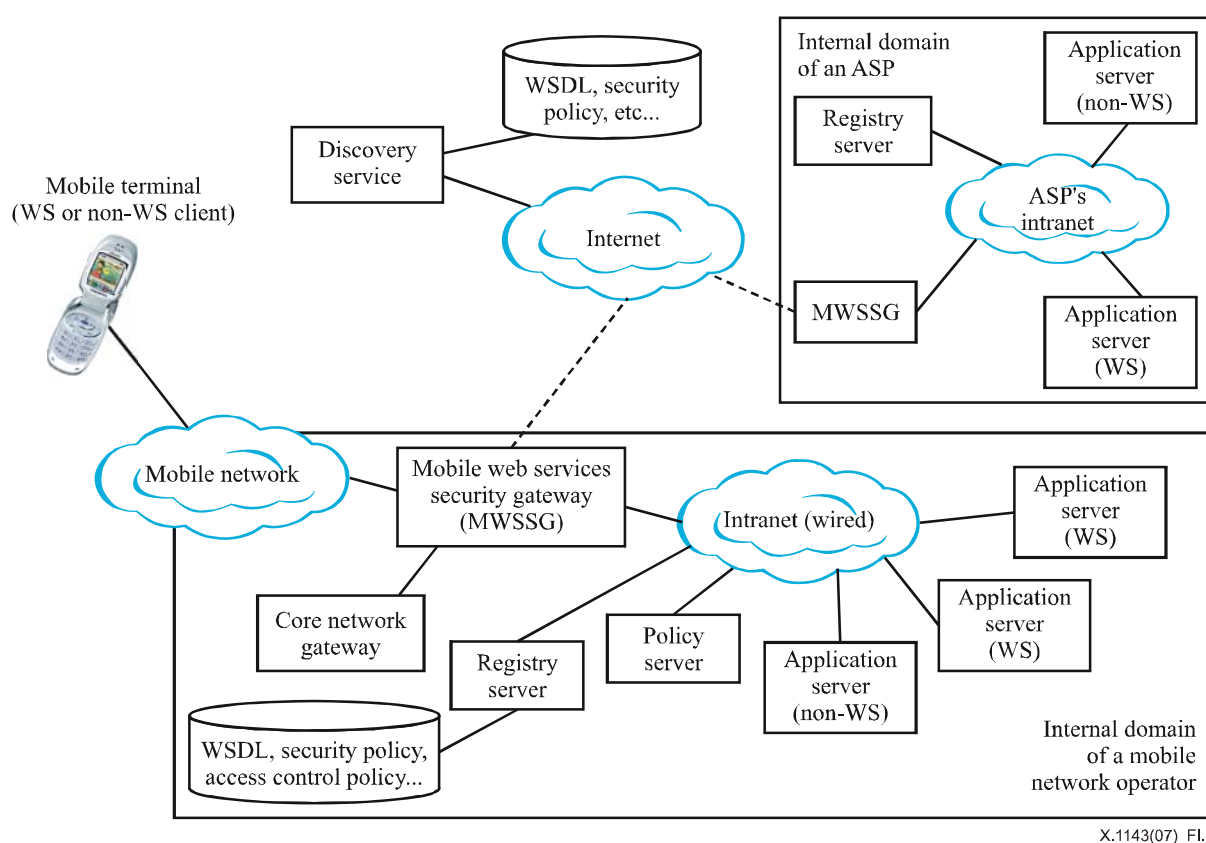 Internal domain
of an ASP
Application
server
(non-WS)
WSDL, security
policy, etc...
Registry
server
Discovery
service
Mobile terminal
(WS or non-WS client)
ASP's
intranet
Internet
MWSSG
Application
server
(WS)
Mobile network
Mobile web services
security gateway
(MWSSG)
Intranet (wired)
Application
server
(WS)
Core network
gateway
Registry
server
Policy
server
Application
server
(non-WS)
Application
server
(WS)
WSDL, security policy,
access control policy...
Internal domain
of a mobile
network operator
X.1143(07) FI.